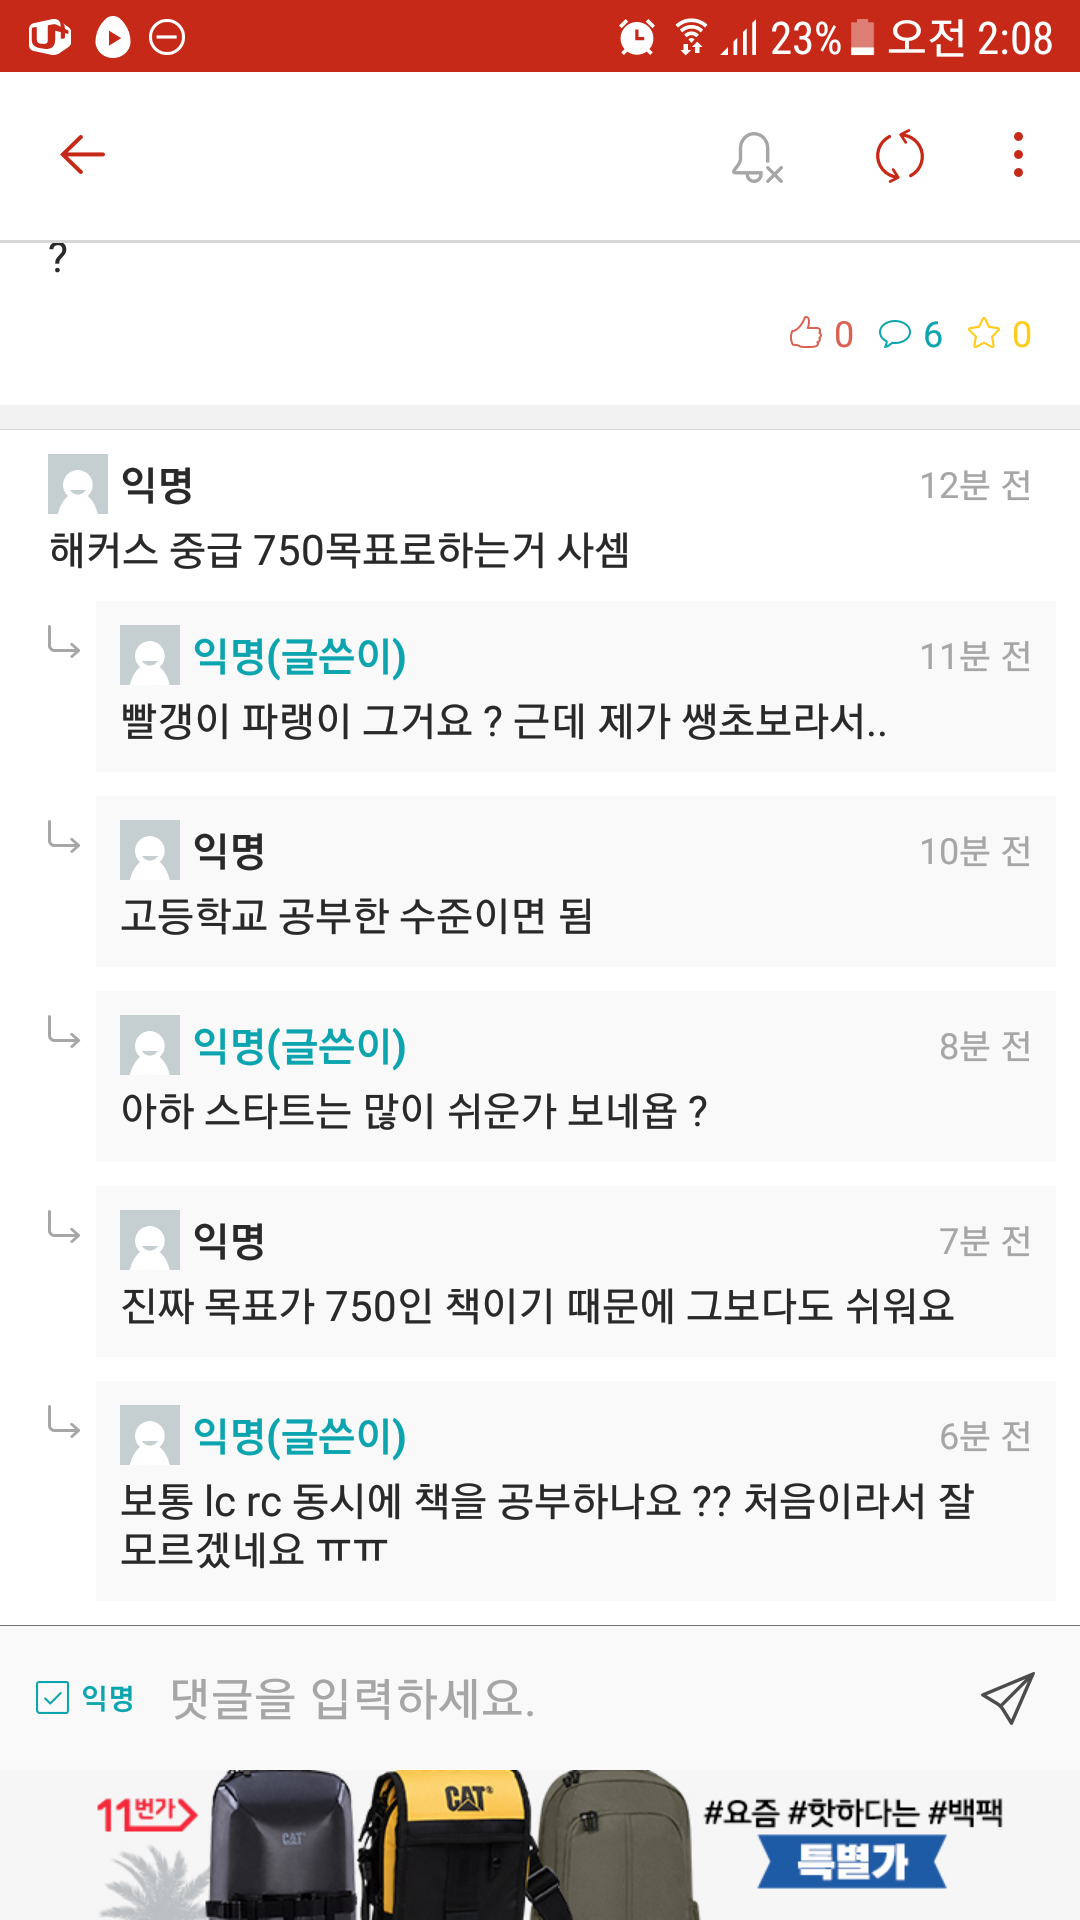 U+
23% 오전 2:08
?
0 6 0
익명 12분 전
해커스 중급 750목표로하는거 사셈
익명(글쓴이) 11분 전
빨갱이 파랭이 그거요 ? 근데 제가 쌩초보라서..
익명 10분 전
고등학교 공부한 수준이면 됨
익명(글쓴이) 8분 전
아하 스타트는 많이 쉬운가 보네욥 ?
익명 7분 전
진짜 목표가 750인 책이기 때문에 그보다도 쉬워요
익명(글쓴이) 6분 전
보통 lc rc 동시에 책을 공부하나요 ?? 처음이라서 잘
모르겠네요 ㅠㅠ
익명 댓글을 입력하세요.
11번가
CAT
CAT
#요즘 #핫하다는 #백팩
특별가